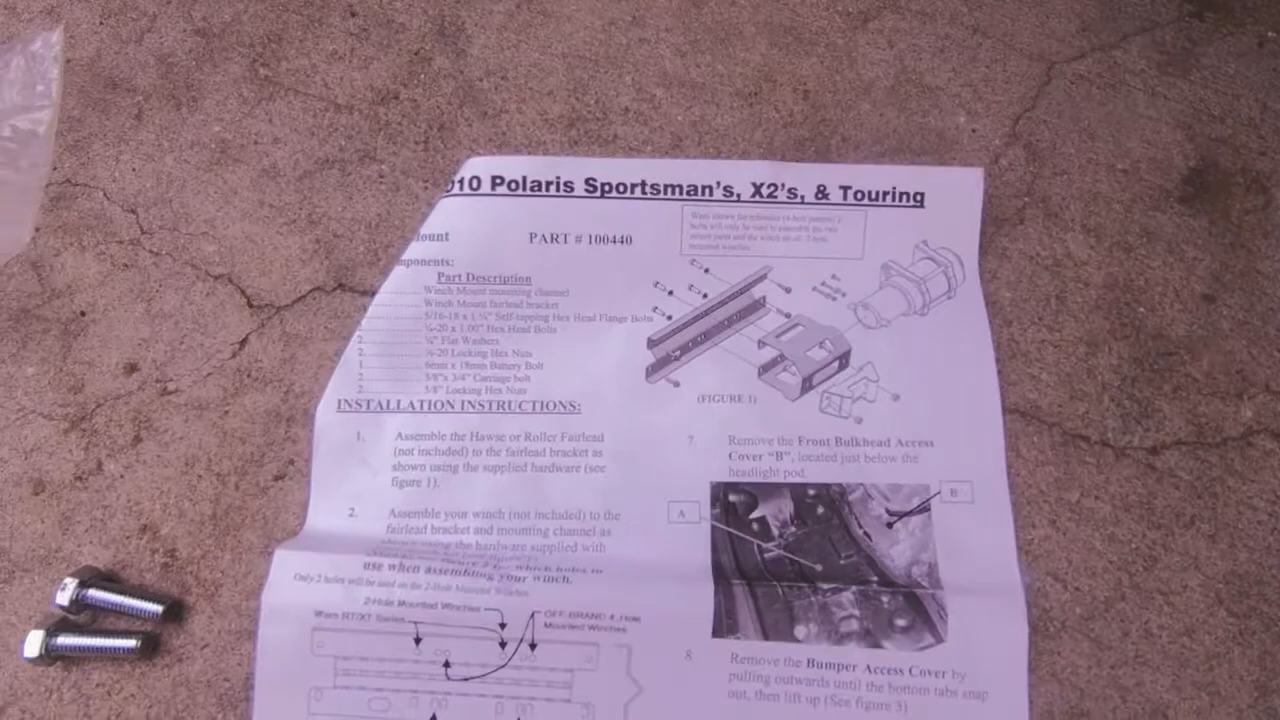 010 Polaris Sportsman's, X2's, & Touring
Mount
PART # 100440
mponents:
Part Description
Winch Mount mounting channel
Winch Mount fairlead bracket
5/16-18 x 1 ¼" Self-tapping Hex Head Flange Bolts
¼-20 x 1.00" Hex Head Bolts
2. ¼" Flat Washers
2. ¼-20 Locking Hex Nuts
1. 6mm x 18mm Battery Bolt
2. 3/8"x 3/4" Carriage bolt
2. 3/8" Locking Hex Nuts
(FIGURE 1)
INSTALLATION INSTRUCTIONS:
1. Assemble the Hawse or Roller Fairlead
(not included) to the fairlead bracket as
shown using the supplied hardware (see
figure 1).
2. Assemble your winch (not included) to the
fairlead bracket and mounting channel as
shown using the hardware supplied with
use when assembling your winch.
Only 2 holes will be used on the 2-Hole Mounted Winches
2-Hole Mounted Winches
Warn RT/XT Series
OFF-BRAND 4-Hole
Mounted Winches
7. Remove the Front Bulkhead Access
Cover "B", located just below the
headlight pod.
A
B
8. Remove the Bumper Access Cover by
pulling outwards until the bottom tabs snap
out, then lift up (See figure 3)